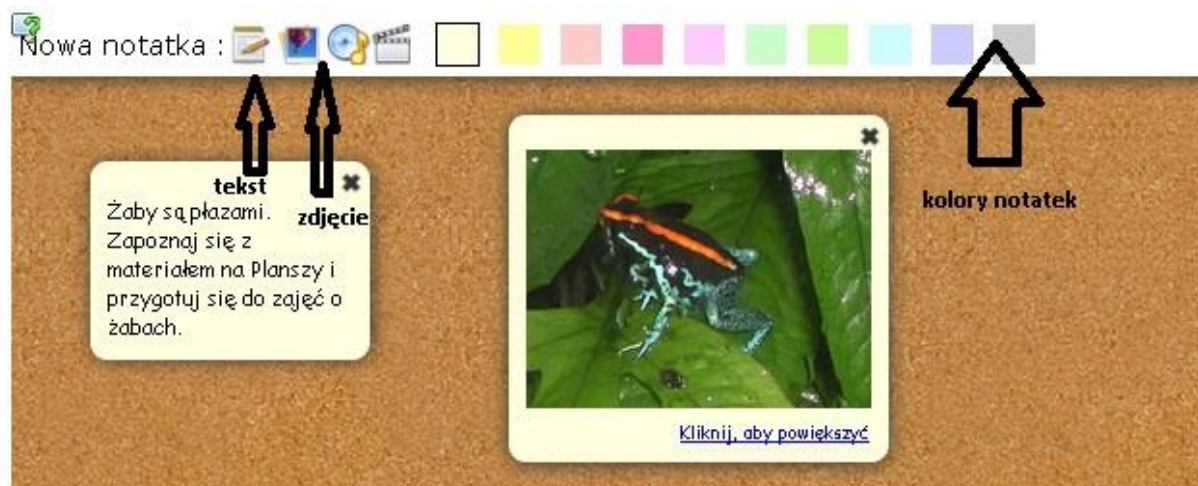 Nowa notatka :
tekst
zdjęcie
Żaby są płazami.
Zapoznaj się z
materiałem na Planszy i
przygotuj się do zajęć o
żabach.
Kliknij, aby powiększyć
kolory notatek